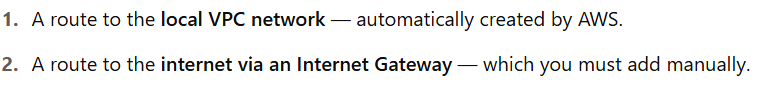 1. A route to the local VPC network — automatically created by AWS.
2. A route to the internet via an Internet Gateway — which you must add manually.